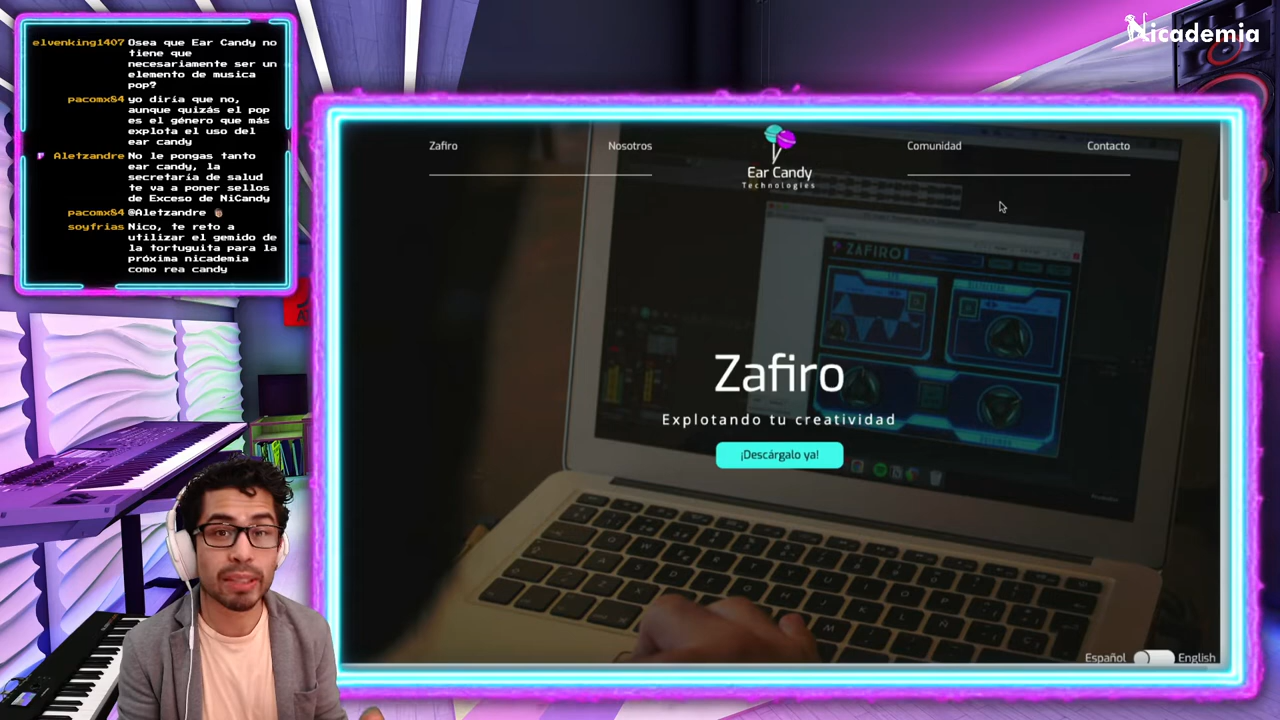 elvenking1407 Osea que Ear Candy no
tiene que
necesariamente ser un
elemento de musica
pop?
pacomx84 yo diría que no,
aunque quizás el pop
es el género que más
explota el uso del
ear candy
Aletzandre No le pongas tanto
ear candy, la
secretaría de salud
te va a poner sellos
de Exceso de NiCandy
pacomx84 @Aletzandre
soyfrias Nico, te reto a
utilizar el gemido de
la tortuguita para la
próxima nicademia
como rea candy
Nicademia
Zafiro
Nosotros
Ear Candy
Technologies
Comunidad
Contacto
ZAFIRO
Zafiro
Explotando tu creatividad
¡Descárgalo ya!
Español
English